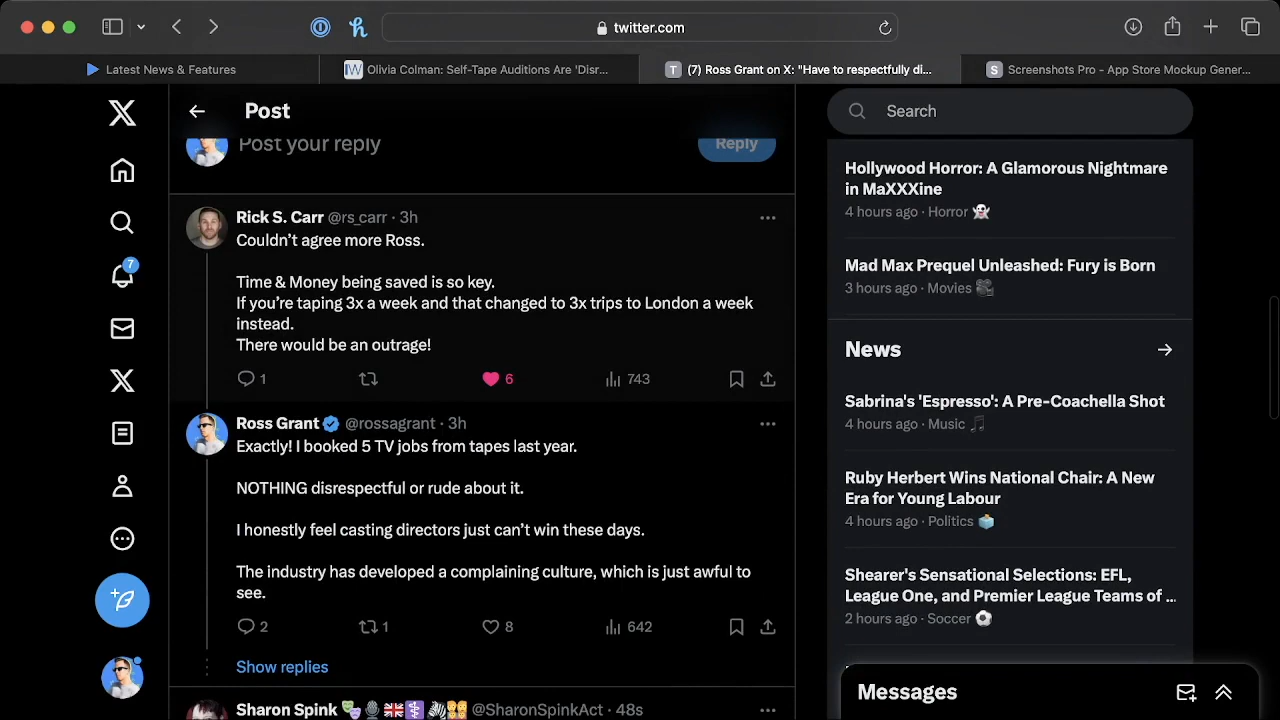 twitter.com
Latest News & Features
W
Olivia Colman: Self-Tape Auditions Are 'Disr...
T
(7) Ross Grant on X: "Have to respectfully di...
S
Screenshots Pro - App Store Mockup Gener...
Post
Post your reply
Reply
Rick S. Carr @rs_carr · 3h
Couldn't agree more Ross.
Time & Money being saved is so key.
If you're taping 3x a week and that changed to 3x trips to London a week
instead.
There would be an outrage!
1
6
743
Ross Grant @rossagrant · 3h
Exactly! I booked 5 TV jobs from tapes last year.
NOTHING disrespectful or rude about it.
I honestly feel casting directors just can't win these days.
The industry has developed a complaining culture, which is just awful to
see.
2
1
8
642
Show replies
Sharon Spink 🎭🎙🇬🇧⚕️🦓👯 @SharonSpinkAct · 48s
7
Search
Hollywood Horror: A Glamorous Nightmare
in MaXXXine
4 hours ago · Horror 👻
Mad Max Prequel Unleashed: Fury is Born
3 hours ago · Movies 🎥
News
Sabrina's 'Espresso': A Pre-Coachella Shot
4 hours ago · Music 🎵
Ruby Herbert Wins National Chair: A New
Era for Young Labour
4 hours ago · Politics 🗳
Shearer's Sensational Selections: EFL,
League One, and Premier League Teams of ...
2 hours ago · Soccer ⚽
Messages